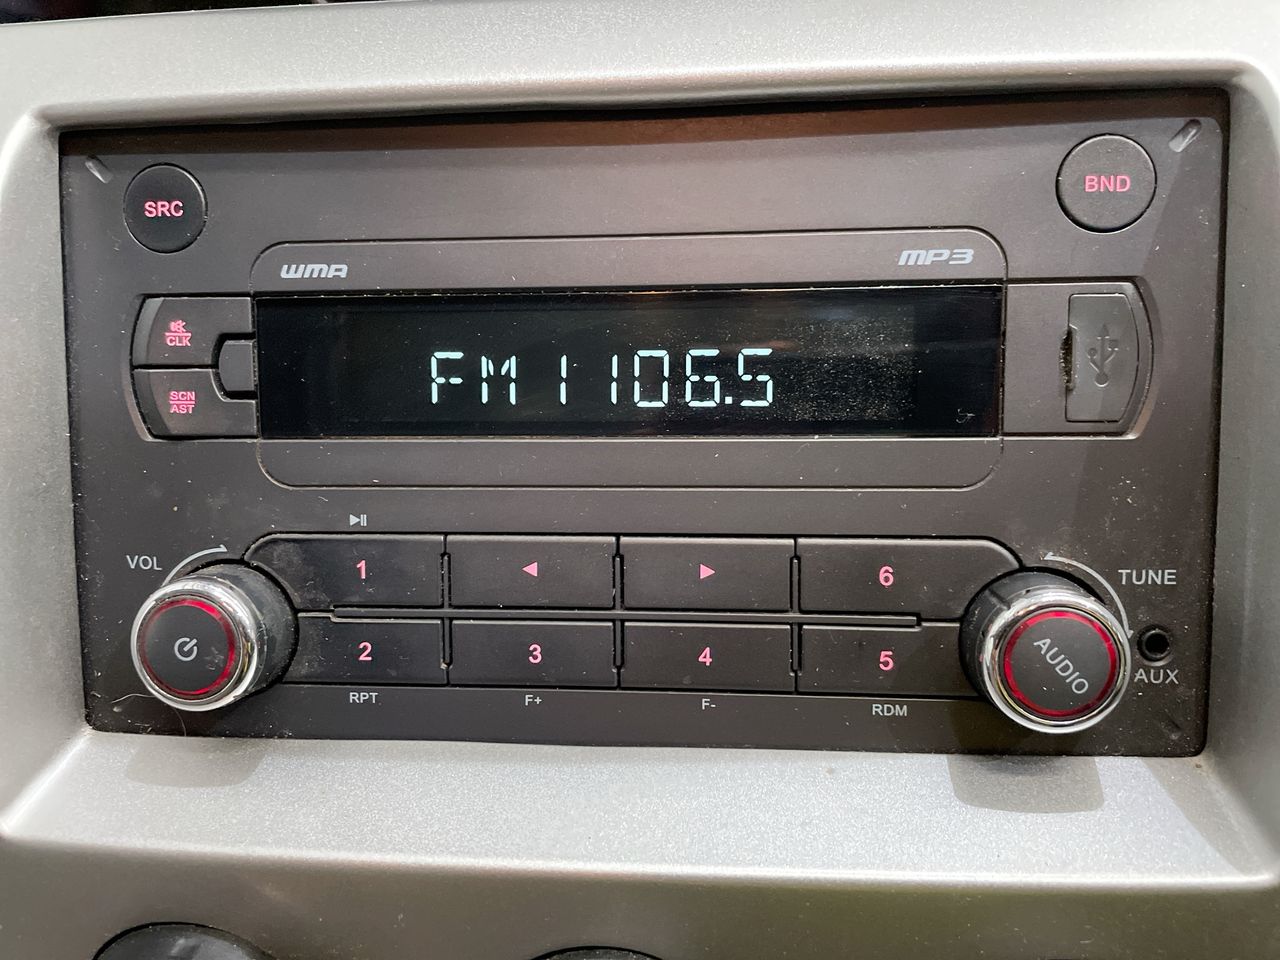 SRC
BND
WMA
MP3
CLK
SCN
AST
FM1 106.5
VOL
TUNE
1
6
2
3
4
5
AUDIO
AUX
RPT
F+
F-
RDM